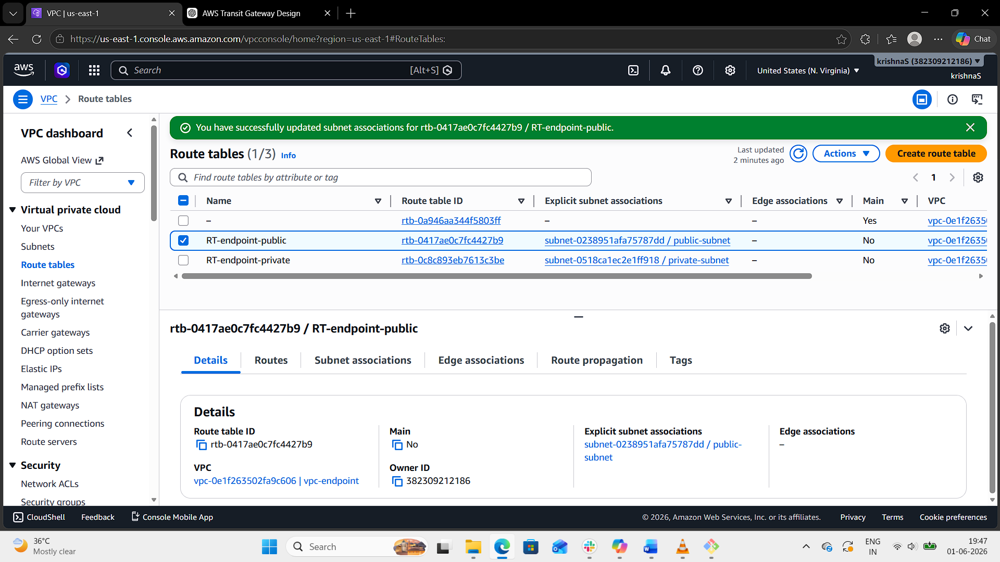 VPC | us-east-1
AWS Transit Gateway Design
https://us-east-1.console.aws.amazon.com/vpcconsole/home?region=us-east-1#RouteTables:
Chat
aws
Search
[Alt+S]
United States (N. Virginia)
krishnaS (382309212186)
krishnaS
VPC
Route tables
VPC dashboard
AWS Global View
Filter by VPC
Virtual private cloud
Your VPCs
Subnets
Route tables
Internet gateways
Egress-only internet
gateways
Carrier gateways
DHCP option sets
Elastic IPs
Managed prefix lists
NAT gateways
Peering connections
Route servers
Security
Network ACLs
Security groups
You have successfully updated subnet associations for rtb-0417ae0c7fc4427b9 / RT-endpoint-public.
Route tables (1/3) Info
Last updated
2 minutes ago
Actions
Create route table
Find route tables by attribute or tag
1
Name Route table ID Explicit subnet associations Edge associations Main VPC
– rtb-0a946aa344f5803ff – – Yes vpc-0e1f2635
RT-endpoint-public rtb-0417ae0c7fc4427b9 subnet-0238951afa75787dd / public-subnet – No vpc-0e1f2635
RT-endpoint-private rtb-0c8c893eb7613c3be subnet-0518ca1ec2e1ff918 / private-subnet – No vpc-0e1f2635
rtb-0417ae0c7fc4427b9 / RT-endpoint-public
Details Routes Subnet associations Edge associations Route propagation Tags
Details
Route table ID
rtb-0417ae0c7fc4427b9
Main
No
Explicit subnet associations
subnet-0238951afa75787dd / public-
subnet
Edge associations
–
VPC
vpc-0e1f263502fa9c606 | vpc-endpoint
Owner ID
382309212186
CloudShell
Feedback
Console Mobile App
© 2026, Amazon Web Services, Inc. or its affiliates.
Privacy
Terms
Cookie preferences
36°C
Mostly clear
Search
ENG
IN
19:47
01-06-2026